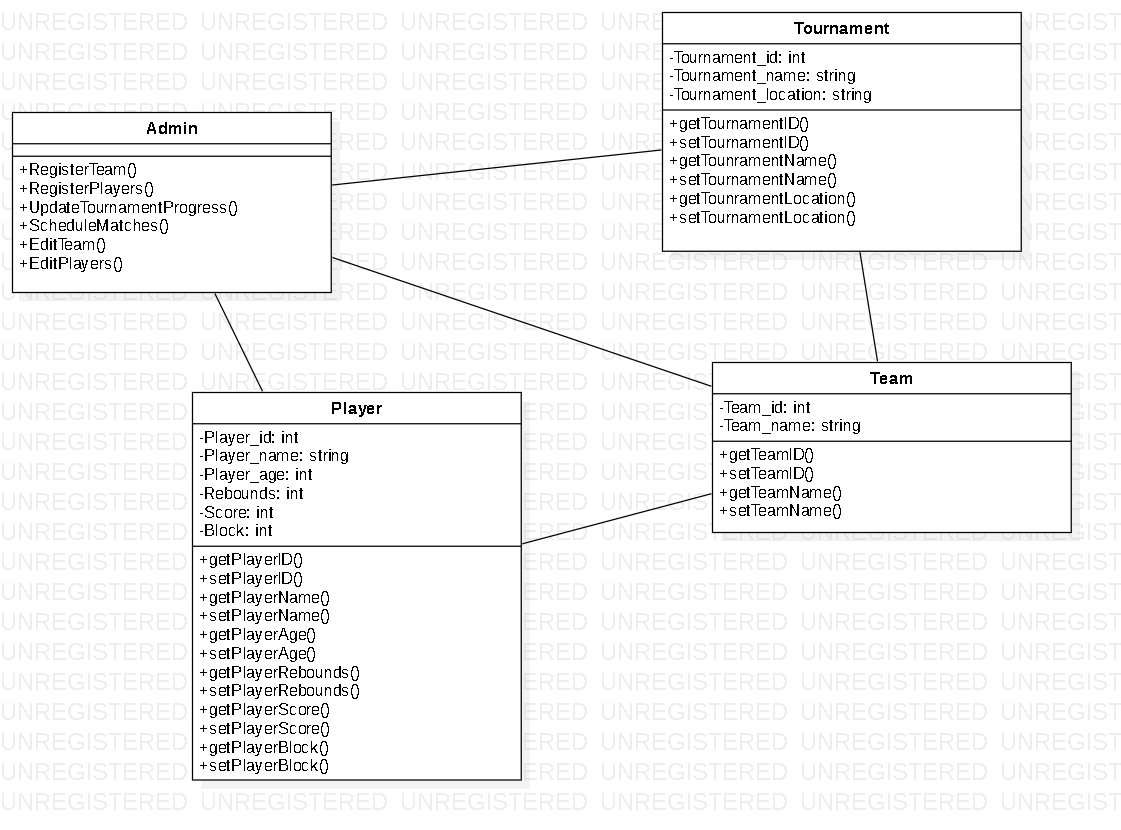 UNREGISTERED
Tournament
-Tournament_id: int
-Tournament_name: string
-Tournament_location: string
+getTournamentID()
+setTournamentID()
+getTounramentName()
+setTournamentName()
+getTounramentLocation()
+setTournamentLocation()
Admin
+RegisterTeam()
+RegisterPlayers()
+UpdateTournamentProgress()
+ScheduleMatches()
+EditTeam()
+EditPlayers()
Team
-Team_id: int
-Team_name: string
+getTeamID()
+setTeamID()
+getTeamName()
+setTeamName()
Player
-Player_id: int
-Player_name: string
-Player_age: int
-Rebounds: int
-Score: int
-Block: int
+getPlayerID()
+setPlayerID()
+getPlayerName()
+setPlayerName()
+getPlayerAge()
+setPlayerAge()
+getPlayerRebounds()
+setPlayerRebounds()
+getPlayerScore()
+setPlayerScore()
+getPlayerBlock()
+setPlayerBlock()